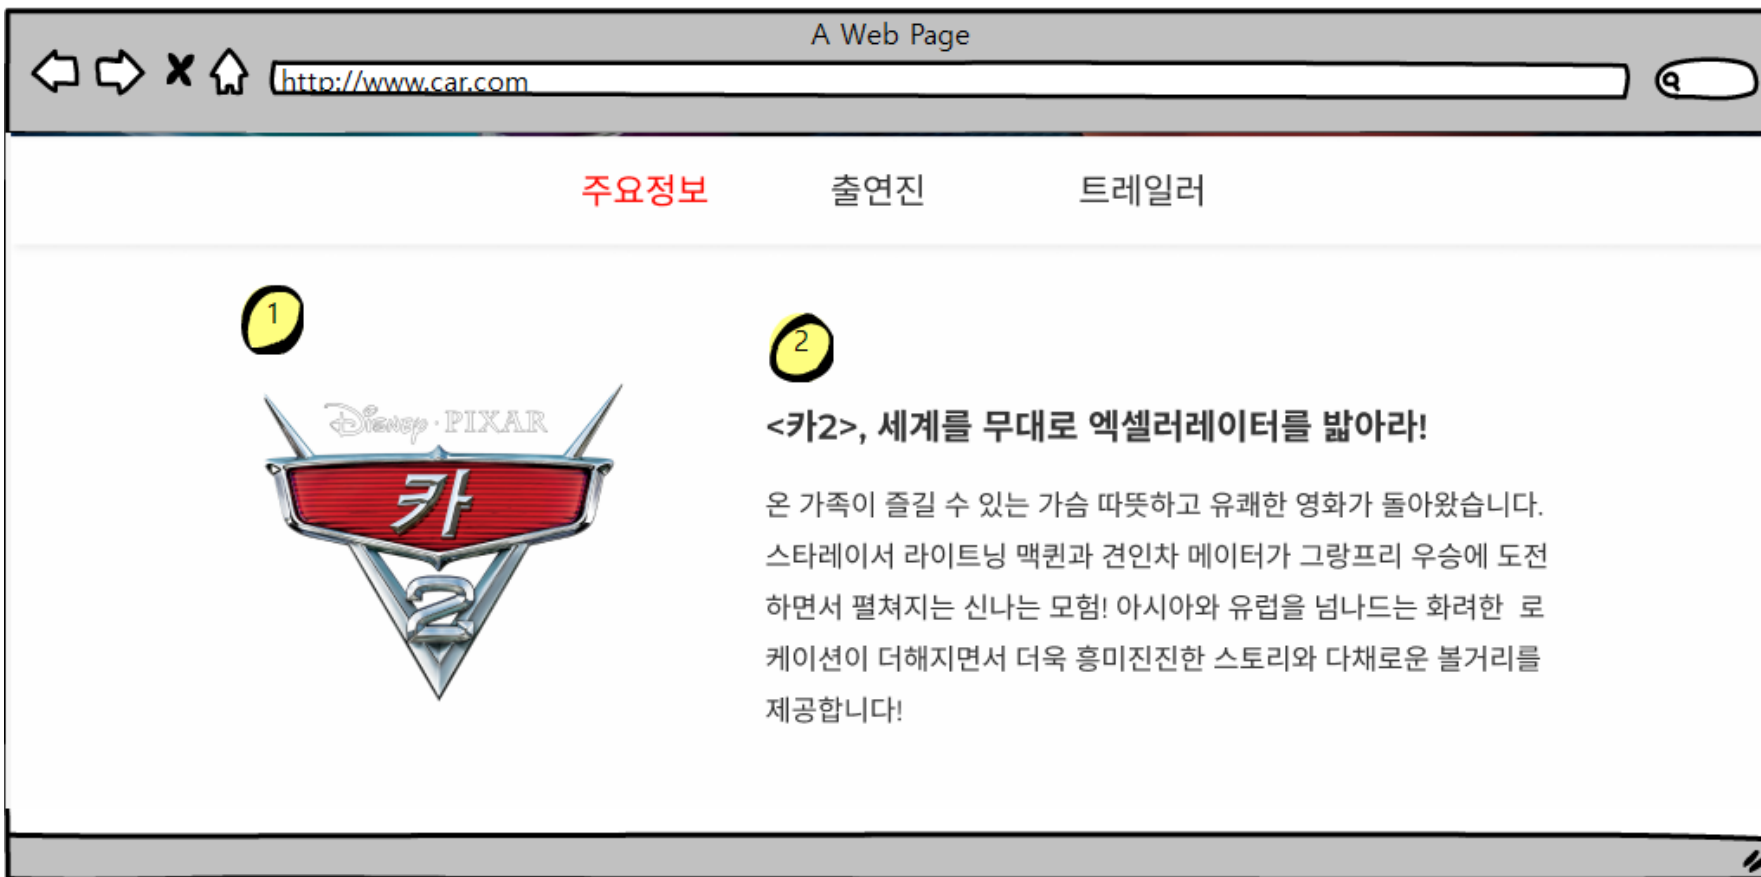 A Web Page
http://www.car.com
주요정보 출연진 트레일러
1
2
Disney · PIXAR
카
2
<카2>, 세계를 무대로 엑셀러레이터를 밟아라!
온 가족이 즐길 수 있는 가슴 따뜻하고 유쾌한 영화가 돌아왔습니다.
스타레이서 라이트닝 맥퀸과 견인차 메이터가 그랑프리 우승에 도전
하면서 펼쳐지는 신나는 모험! 아시아와 유럽을 넘나드는 화려한 로
케이션이 더해지면서 더욱 흥미진진한 스토리와 다채로운 볼거리를
제공합니다!